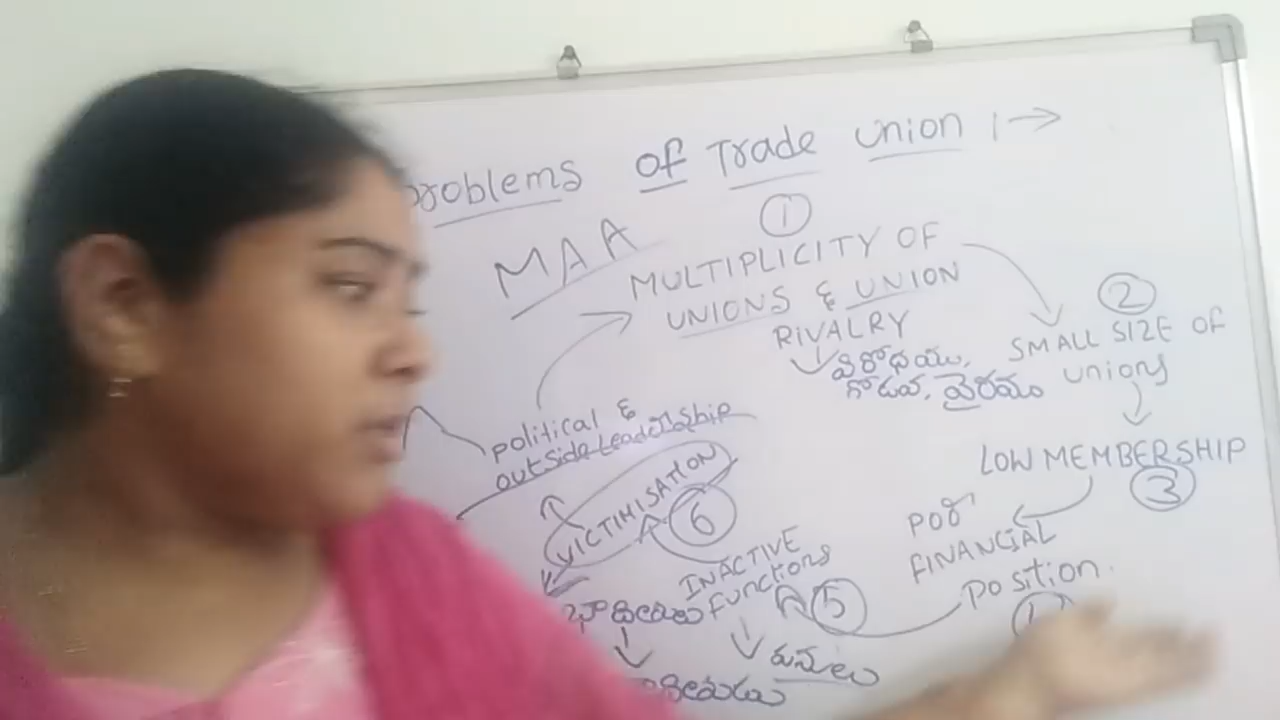 Problems of Trade Union :→
MAA
①
MULTIPLICITY OF
UNIONS & UNION
RIVALRY
విరోధము,
గొడవ, వైరము
②
SMALL SIZE OF
unions
LOW MEMBERSHIP
③
POOR
FINANCIAL
position.
INACTIVE
functions
⑤
VICTIMISATION
⑥
political &
outside Leadership